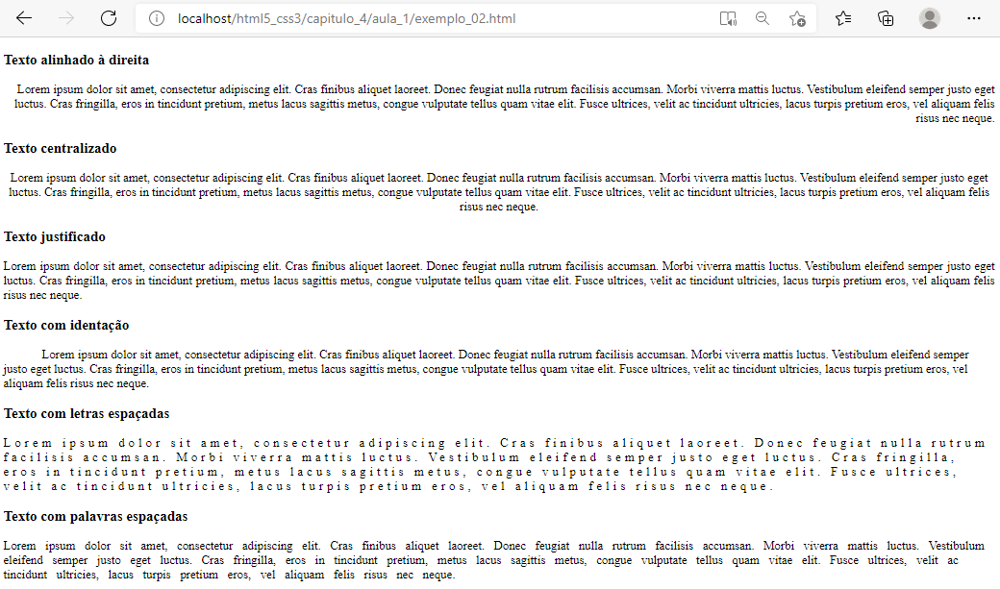 localhost/html5_css3/capitulo_4/aula_1/exemplo_02.html
Texto alinhado à direita
Lorem ipsum dolor sit amet, consectetur adipiscing elit. Cras finibus aliquet laoreet. Donec feugiat nulla rutrum facilisis accumsan. Morbi viverra mattis luctus. Vestibulum eleifend semper justo eget
luctus. Cras fringilla, eros in tincidunt pretium, metus lacus sagittis metus, congue vulputate tellus quam vitae elit. Fusce ultrices, velit ac tincidunt ultricies, lacus turpis pretium eros, vel aliquam felis
risus nec neque.
Texto centralizado
Lorem ipsum dolor sit amet, consectetur adipiscing elit. Cras finibus aliquet laoreet. Donec feugiat nulla rutrum facilisis accumsan. Morbi viverra mattis luctus. Vestibulum eleifend semper justo eget
luctus. Cras fringilla, eros in tincidunt pretium, metus lacus sagittis metus, congue vulputate tellus quam vitae elit. Fusce ultrices, velit ac tincidunt ultricies, lacus turpis pretium eros, vel aliquam felis
risus nec neque.
Texto justificado
Lorem ipsum dolor sit amet, consectetur adipiscing elit. Cras finibus aliquet laoreet. Donec feugiat nulla rutrum facilisis accumsan. Morbi viverra mattis luctus. Vestibulum eleifend semper justo eget
luctus. Cras fringilla, eros in tincidunt pretium, metus lacus sagittis metus, congue vulputate tellus quam vitae elit. Fusce ultrices, velit ac tincidunt ultricies, lacus turpis pretium eros, vel aliquam felis
risus nec neque.
Texto com identação
Lorem ipsum dolor sit amet, consectetur adipiscing elit. Cras finibus aliquet laoreet. Donec feugiat nulla rutrum facilisis accumsan. Morbi viverra mattis luctus. Vestibulum eleifend semper
justo eget luctus. Cras fringilla, eros in tincidunt pretium, metus lacus sagittis metus, congue vulputate tellus quam vitae elit. Fusce ultrices, velit ac tincidunt ultricies, lacus turpis pretium eros, vel
aliquam felis risus nec neque.
Texto com letras espaçadas
Lorem ipsum dolor sit amet, consectetur adipiscing elit. Cras finibus aliquet laoreet. Donec feugiat nulla rutrum
facilisis accumsan. Morbi viverra mattis luctus. Vestibulum eleifend semper justo eget luctus. Cras fringilla,
eros in tincidunt pretium, metus lacus sagittis metus, congue vulputate tellus quam vitae elit. Fusce ultrices,
velit ac tincidunt ultricies, lacus turpis pretium eros, vel aliquam felis risus nec neque.
Texto com palavras espaçadas
Lorem ipsum dolor sit amet, consectetur adipiscing elit. Cras finibus aliquet laoreet. Donec feugiat nulla rutrum facilisis accumsan. Morbi viverra mattis luctus. Vestibulum
eleifend semper justo eget luctus. Cras fringilla, eros in tincidunt pretium, metus lacus sagittis metus, congue vulputate tellus quam vitae elit. Fusce ultrices, velit ac
tincidunt ultricies, lacus turpis pretium eros, vel aliquam felis risus nec neque.